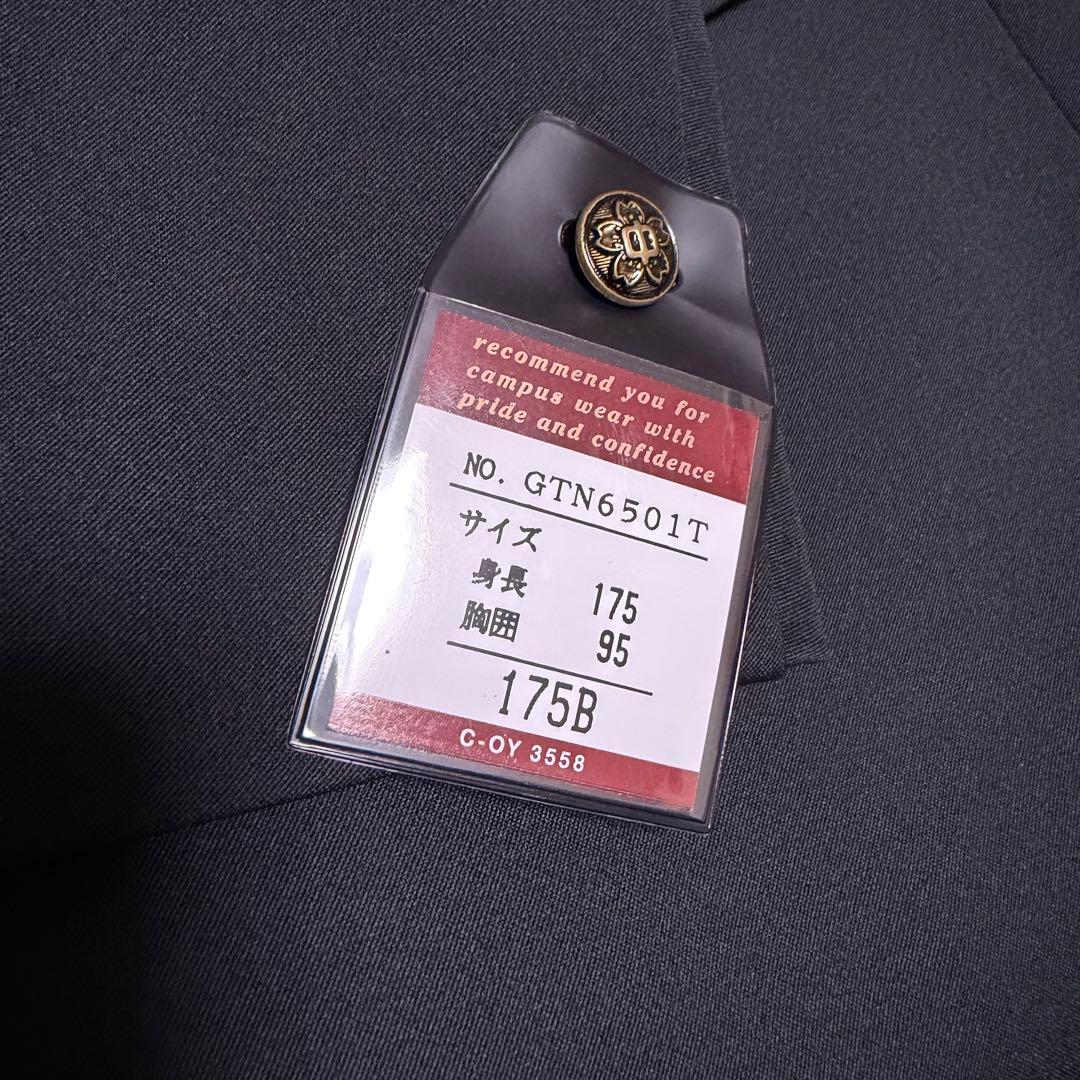 中
recommend you for
campus wear with
pride and confidence
NO. GTN6501T
サイズ
身長 175
胸囲 95
175B
C-OY 3558